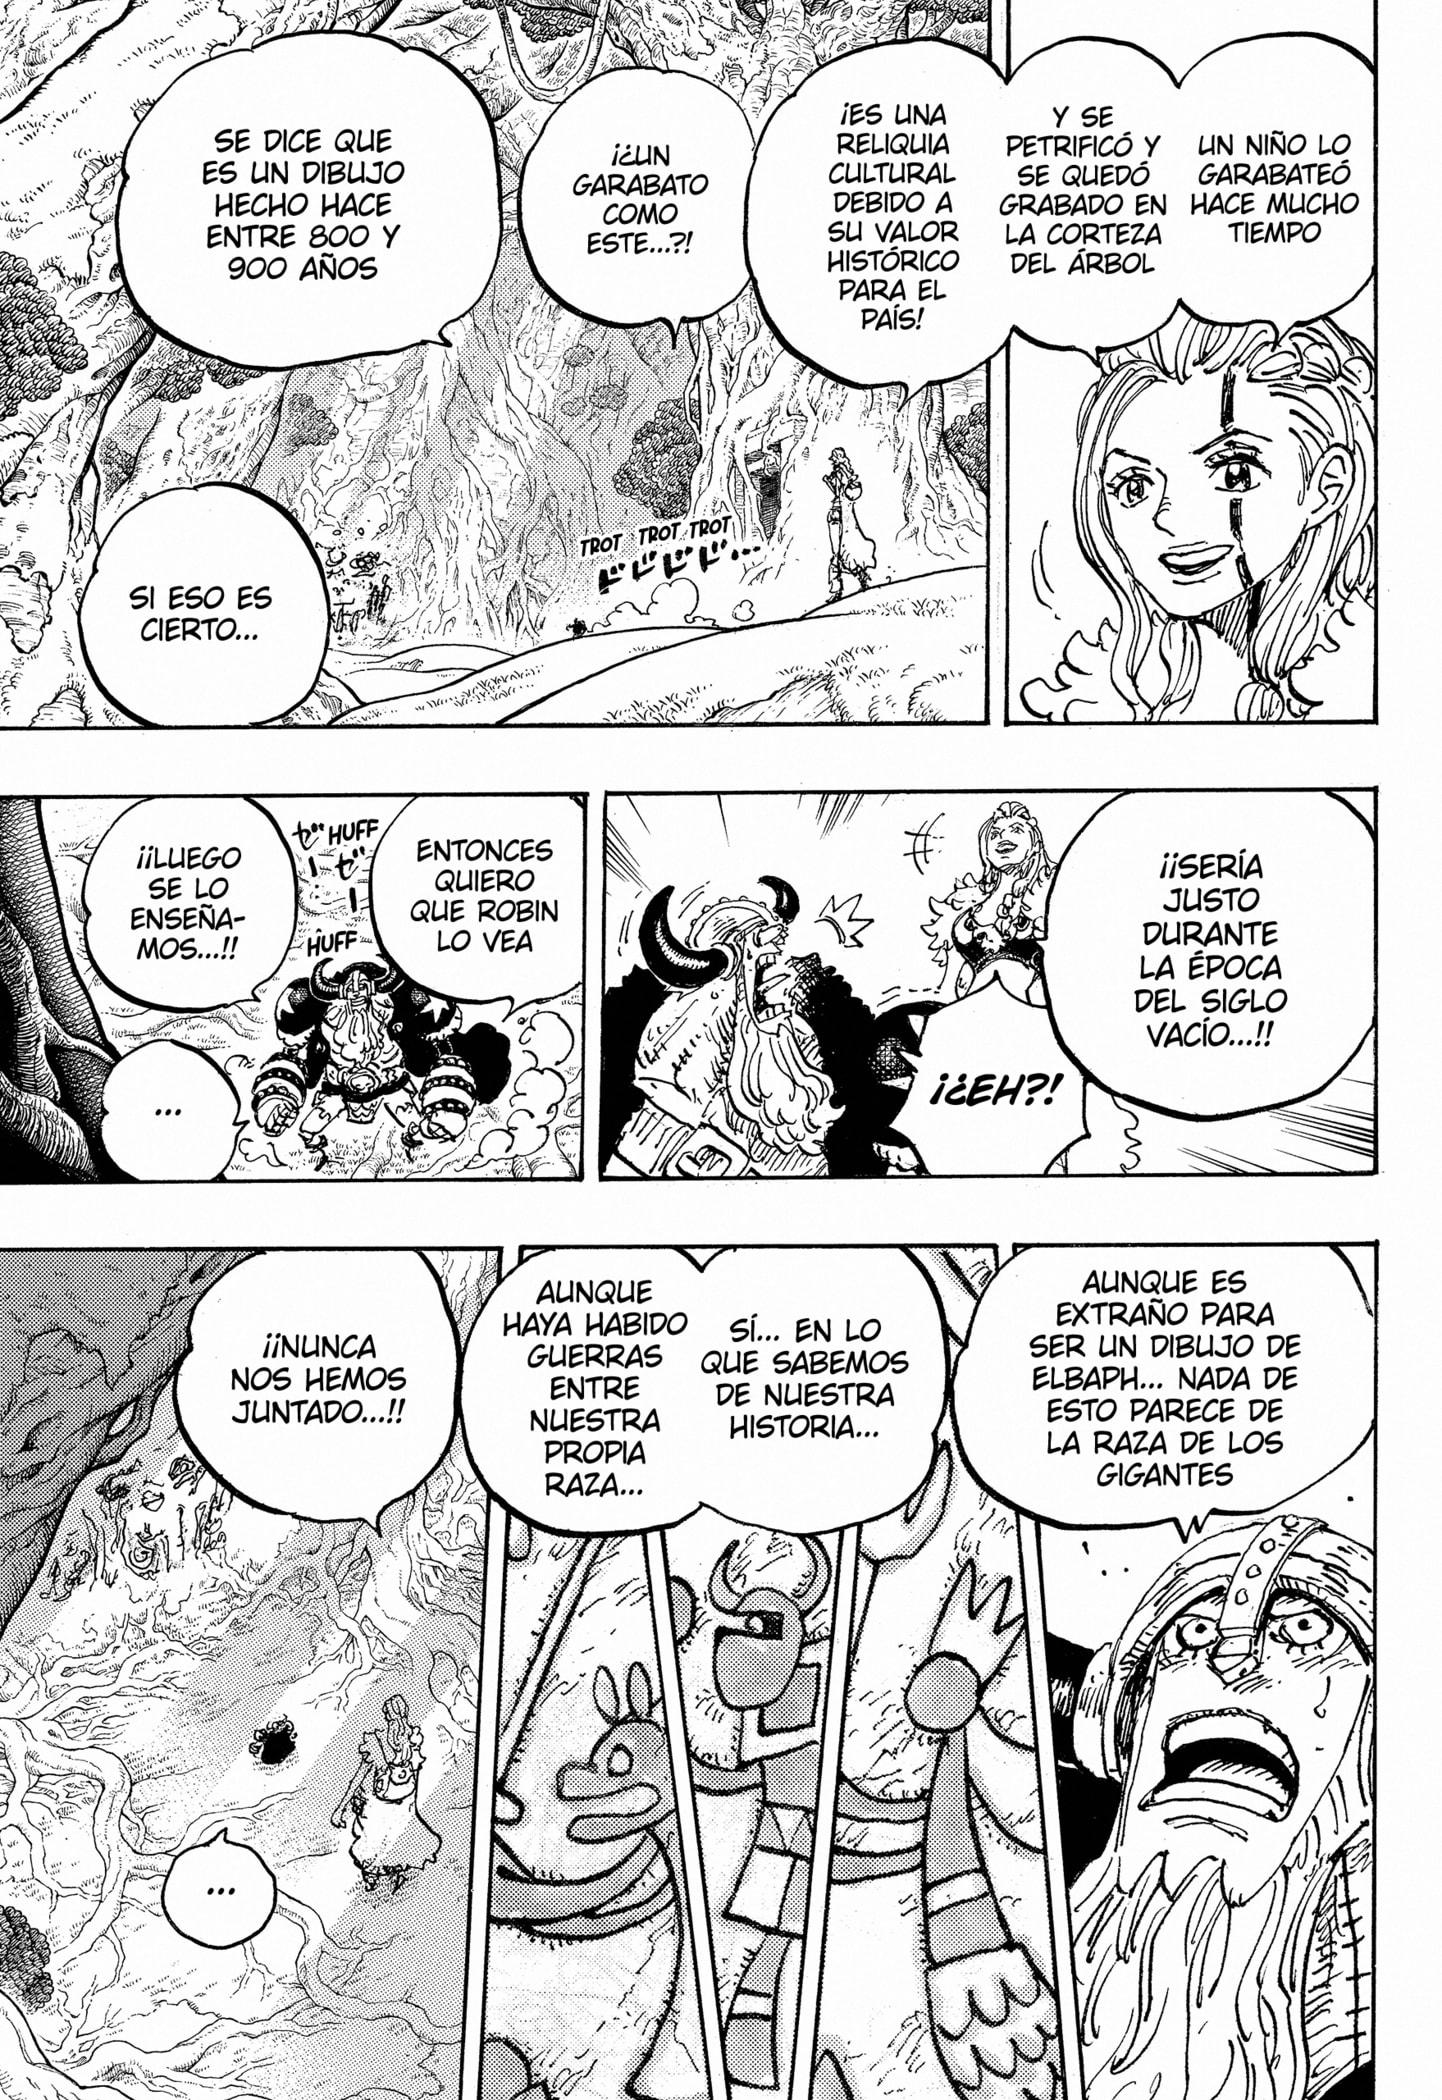 UN NIÑO LO
GARABATEÓ
HACE MUCHO
TIEMPO
Y SE
PETRIFICÓ Y
SE QUEDÓ
GRABADO EN
LA CORTEZA
DEL ÁRBOL
¡ES UNA
RELIQUIA
CULTURAL
DEBIDO A
SU VALOR
HISTÓRICO
PARA EL
PAÍS!
¡¿UN
GARABATO
COMO
ESTE...?!
SE DICE QUE
ES UN DIBUJO
HECHO HACE
ENTRE 800 Y
900 AÑOS
TROT TROT TROT
ドドドド...
SI ESO ES
CIERTO...
¡¡SERÍA
JUSTO
DURANTE
LA ÉPOCA
DEL SIGLO
VACÍO...!!
¡¿EH?!
ENTONCES
QUIERO
QUE ROBIN
LO VEA
HUFF
ゼーゼー
HUFF
¡¡LUEGO
SE LO
ENSEÑA-
MOS...!!
...
AUNQUE ES
EXTRAÑO PARA
SER UN DIBUJO DE
ELBAPH... NADA DE
ESTO PARECE DE
LA RAZA DE LOS
GIGANTES
SÍ... EN LO
QUE SABEMOS
DE NUESTRA
HISTORIA...
AUNQUE
HAYA HABIDO
GUERRAS
ENTRE
NUESTRA
PROPIA
RAZA...
¡¡NUNCA
NOS HEMOS
JUNTADO...!!
...